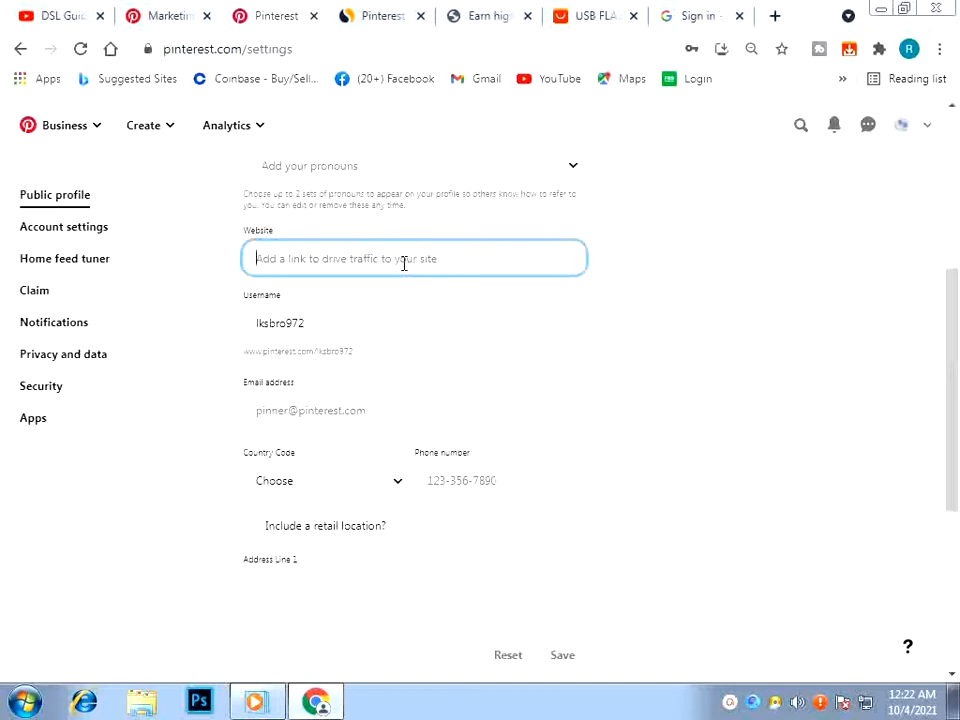 DSL Guid
Marketin
Pinterest
Pinterest
Earn hig
USB FLA
Sign in -
pinterest.com/settings
R
Apps
Suggested Sites
Coinbase - Buy/Sell...
(20+) Facebook
Gmail
YouTube
Maps
Login
»
Reading list
Business
Create
Analytics
Add your pronouns
Choose up to 2 sets of pronouns to appear on your profile so others know how to refer to
you. You can edit or remove these any time.
Public profile
Account settings
Home feed tuner
Claim
Notifications
Privacy and data
Security
Apps
Website
Add a link to drive traffic to your site
Username
lksbro972
www.pinterest.com/lksbro972
Email address
pinner@pinterest.com
Country Code
Phone number
Choose
123-356-7890
Include a retail location?
Address Line 1
Reset
Save
?
Ps
12:22 AM
10/4/2021